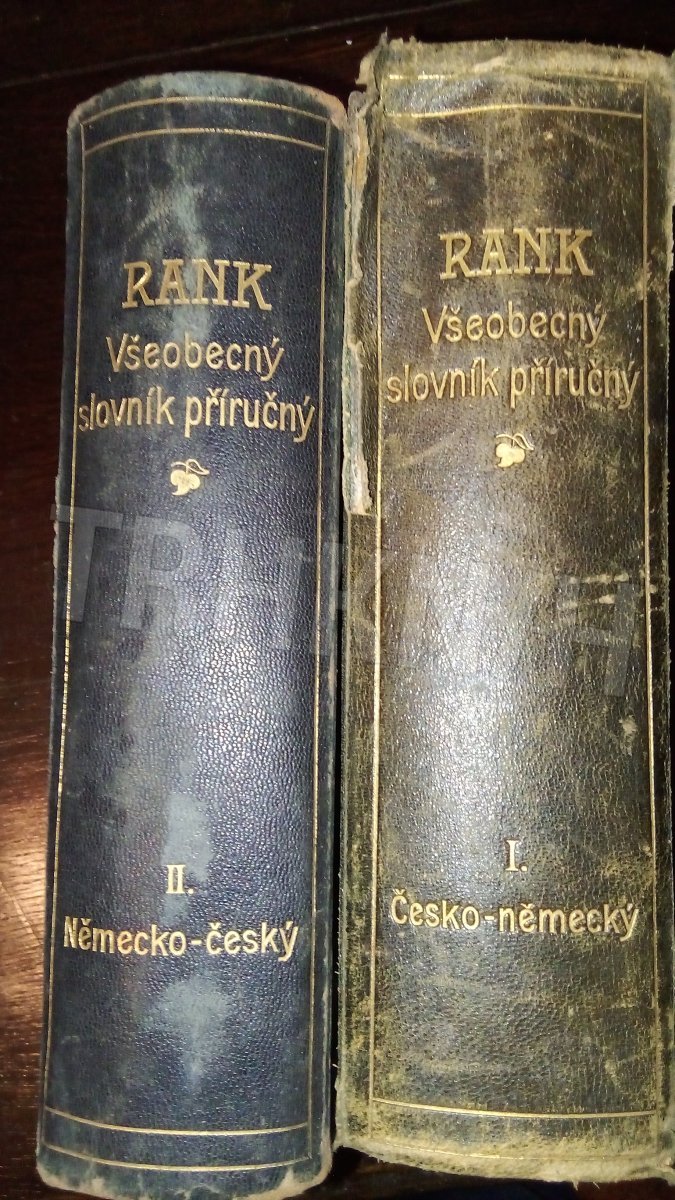 RANK
Všeobecný
slovník příručný
II.
Německo-český
RANK
Všeobecný
slovník příručný
I.
Česko-německý